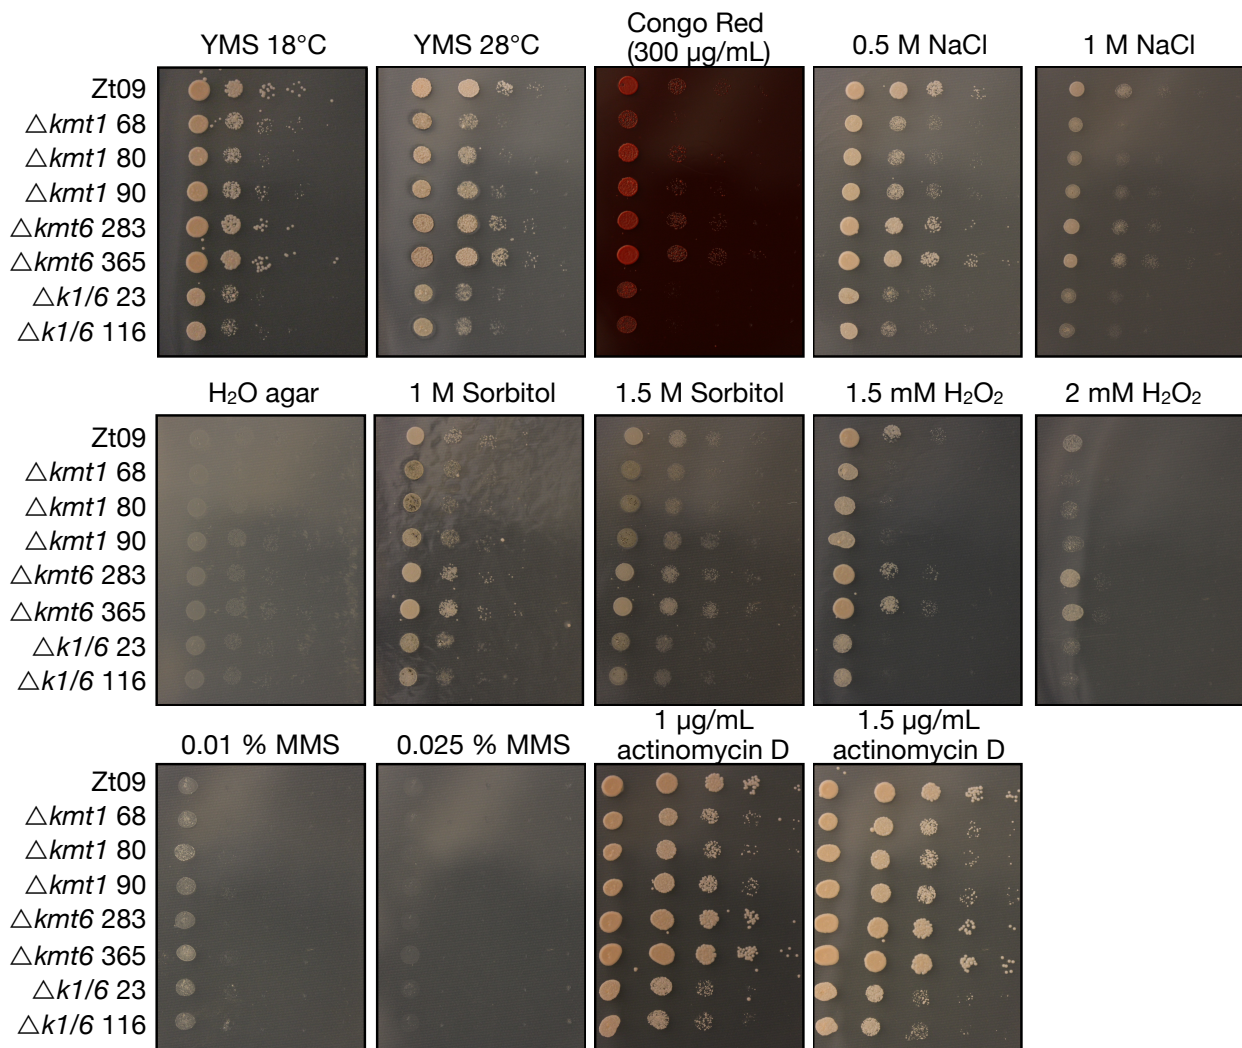 YMS 18°C
YMS 28°C
Congo Red
(300 µg/mL)
0.5 M NaCl
1 M NaCl
Zt09
△kmt1 68
△kmt1 80
△kmt1 90
△kmt6 283
△kmt6 365
△k1/6 23
△k1/6 116
H₂O agar
1 M Sorbitol
1.5 M Sorbitol
1.5 mM H₂O₂
2 mM H₂O₂
Zt09
△kmt1 68
△kmt1 80
△kmt1 90
△kmt6 283
△kmt6 365
△k1/6 23
△k1/6 116
0.01 % MMS
0.025 % MMS
1 µg/mL
actinomycin D
1.5 µg/mL
actinomycin D
Zt09
△kmt1 68
△kmt1 80
△kmt1 90
△kmt6 283
△kmt6 365
△k1/6 23
△k1/6 116